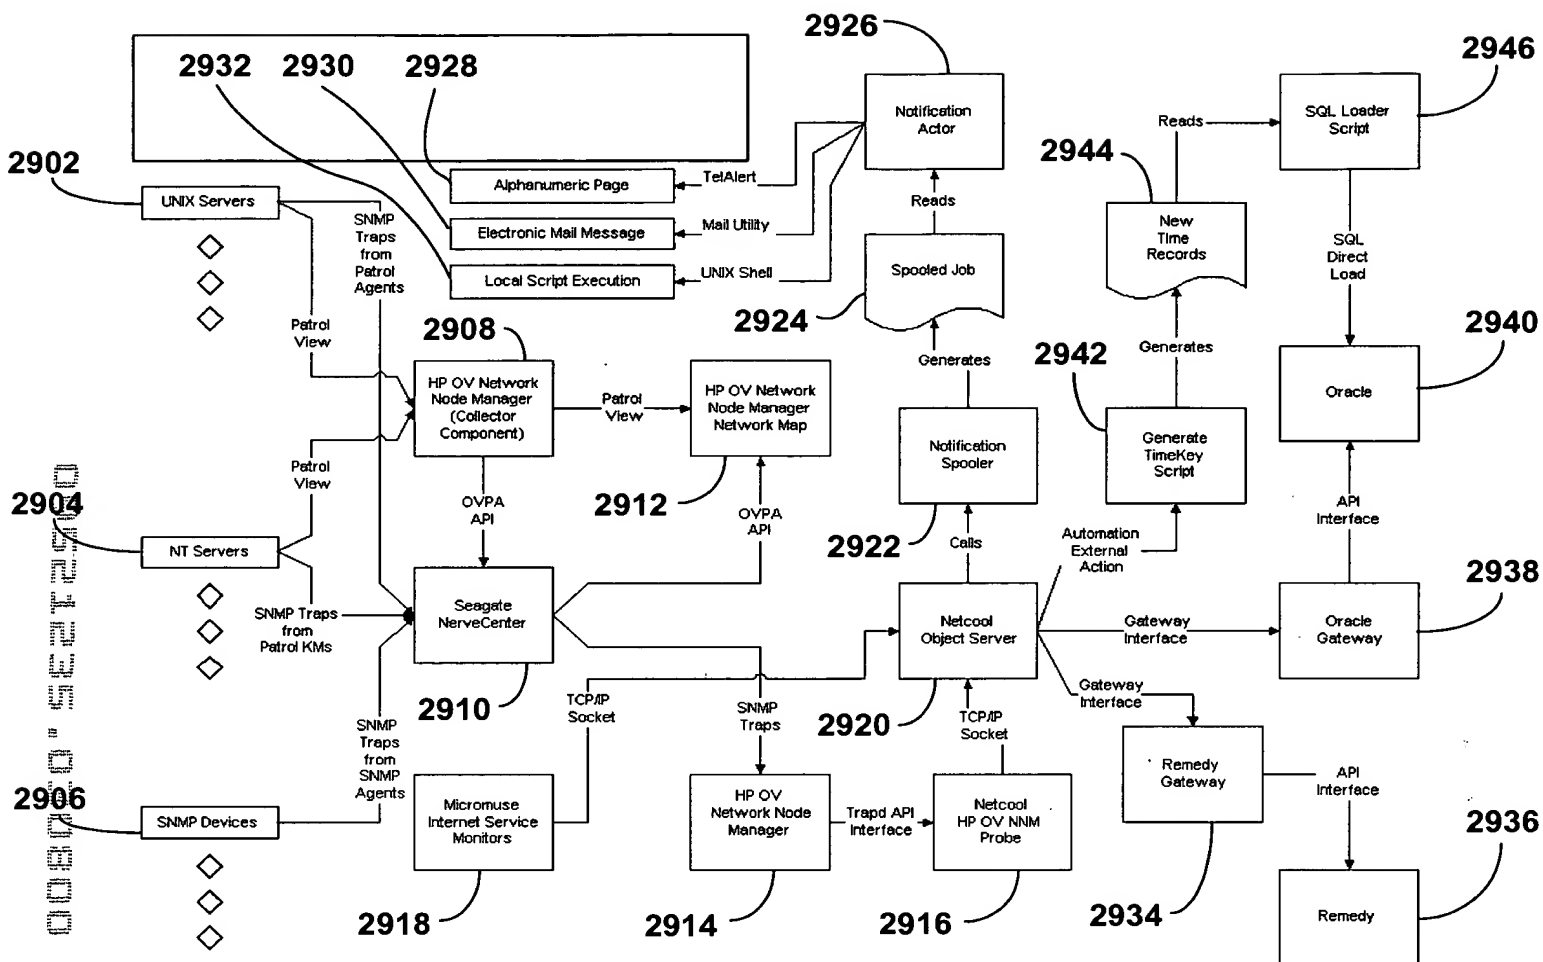 2926
2946
2932
2930
2928
Notification
Actor
SQL Loader
Script
Reads
2944
2902
Alphanumeric Page
TelAlert
UNIX Servers
SNMP
Traps
from
Patrol
Agents
Reads
Electronic Mail Message
Mail Utility
New
Time
Records
SQL
Direct
Load
Local Script Execution
UNIX Shell
Spooled Job
2924
2908
2940
Patrol
View
2942
Generates
Generates
HP OV Network
Node Manager
(Collector
Component)
Patrol
View
HP OV Network
Node Manager
Network Map
Oracle
Notification
Spooler
Generate
TimeKey
Script
Patrol
View
2904
2912
OVPA
API
OVPA
API
API
Interface
NT Servers
2922
Calls
Automation
External
Action
2938
SNMP Traps
from
Patrol KMs
Seagate
NerveCenter
Netcool
Object Server
Gateway
Interface
Oracle
Gateway
2910
TCP/IP
Socket
SNMP
Traps
2920
TCP/IP
Socket
Gateway
Interface
SNMP
Traps
from
SNMP
Agents
Remedy
Gateway
API
Interface
2906
SNMP Devices
Micromuse
Internet Service
Monitors
HP OV
Network Node
Manager
Trapd API
Interface
Netcool
HP OV NNM
Probe
2936
2918
2914
2916
2934
Remedy